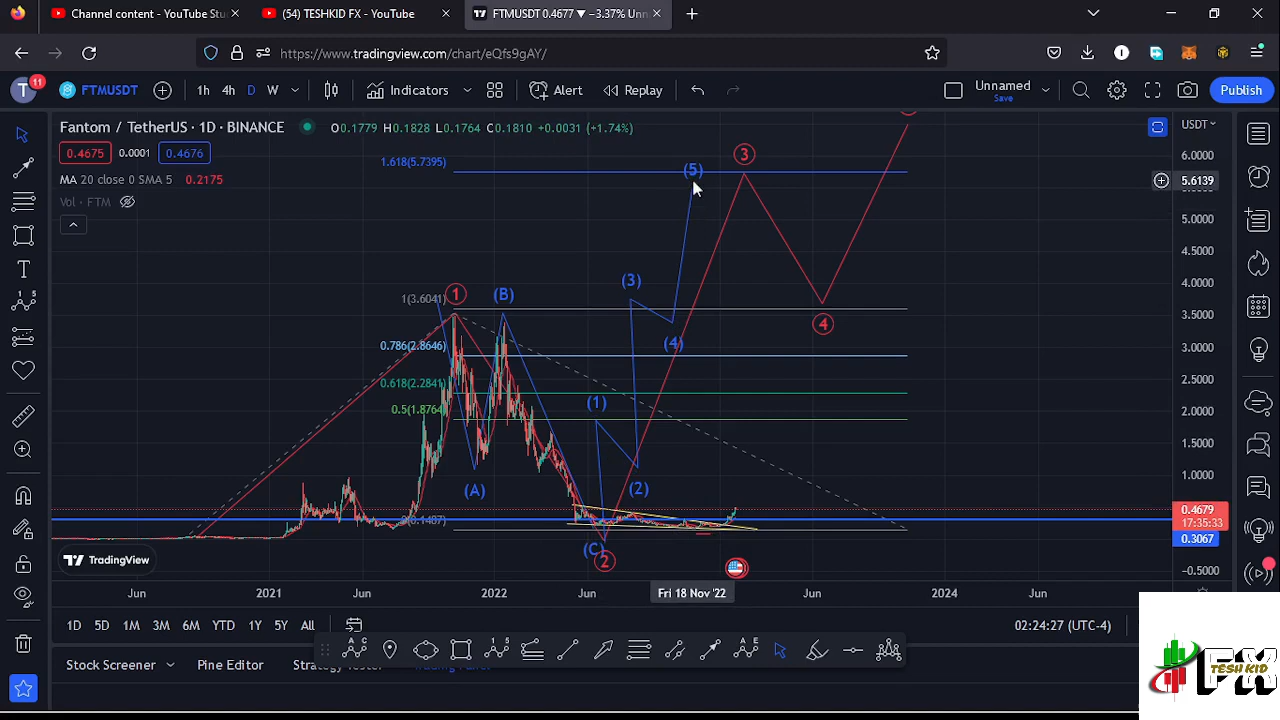 Channel content - YouTube Stu
(54) TESHKID FX - YouTube
FTMUSDT 0.4677 ▼ −3.37% Unn
https://www.tradingview.com/chart/eQfs9gAY/
T
11
FTMUSDT
1h 4h D W
Indicators
Alert
Replay
Unnamed
Save
Publish
Fantom / TetherUS · 1D · BINANCE
O0.1779 H0.1828 L0.1764 C0.1810 +0.0031 (+1.74%)
USDT
0.4675 0.0001 0.4676
MA 20 close 0 SMA 5 0.2175
Vol · FTM
1.618(5.7395)
1(3.6041)
0.786(2.8646)
0.618(2.2841)
0.5(1.8764)
0(0.1487)
(5)
3
(3)
1
(B)
(4)
4
(1)
(A)
(2)
(C)
2
6.0000
5.6139
5.0000
4.5000
4.0000
3.5000
3.0000
2.5000
2.0000
1.5000
1.0000
0.4679
17:35:33
0.3067
−0.5000
TradingView
Jun 2021 Jun 2022 Jun Fri 18 Nov '22 Jun 2024 Jun
1D 5D 1M 3M 6M YTD 1Y 5Y All
02:24:27 (UTC-4)
Stock Screener Pine Editor Strategy Tester Trading Panel
FX
TESH KID